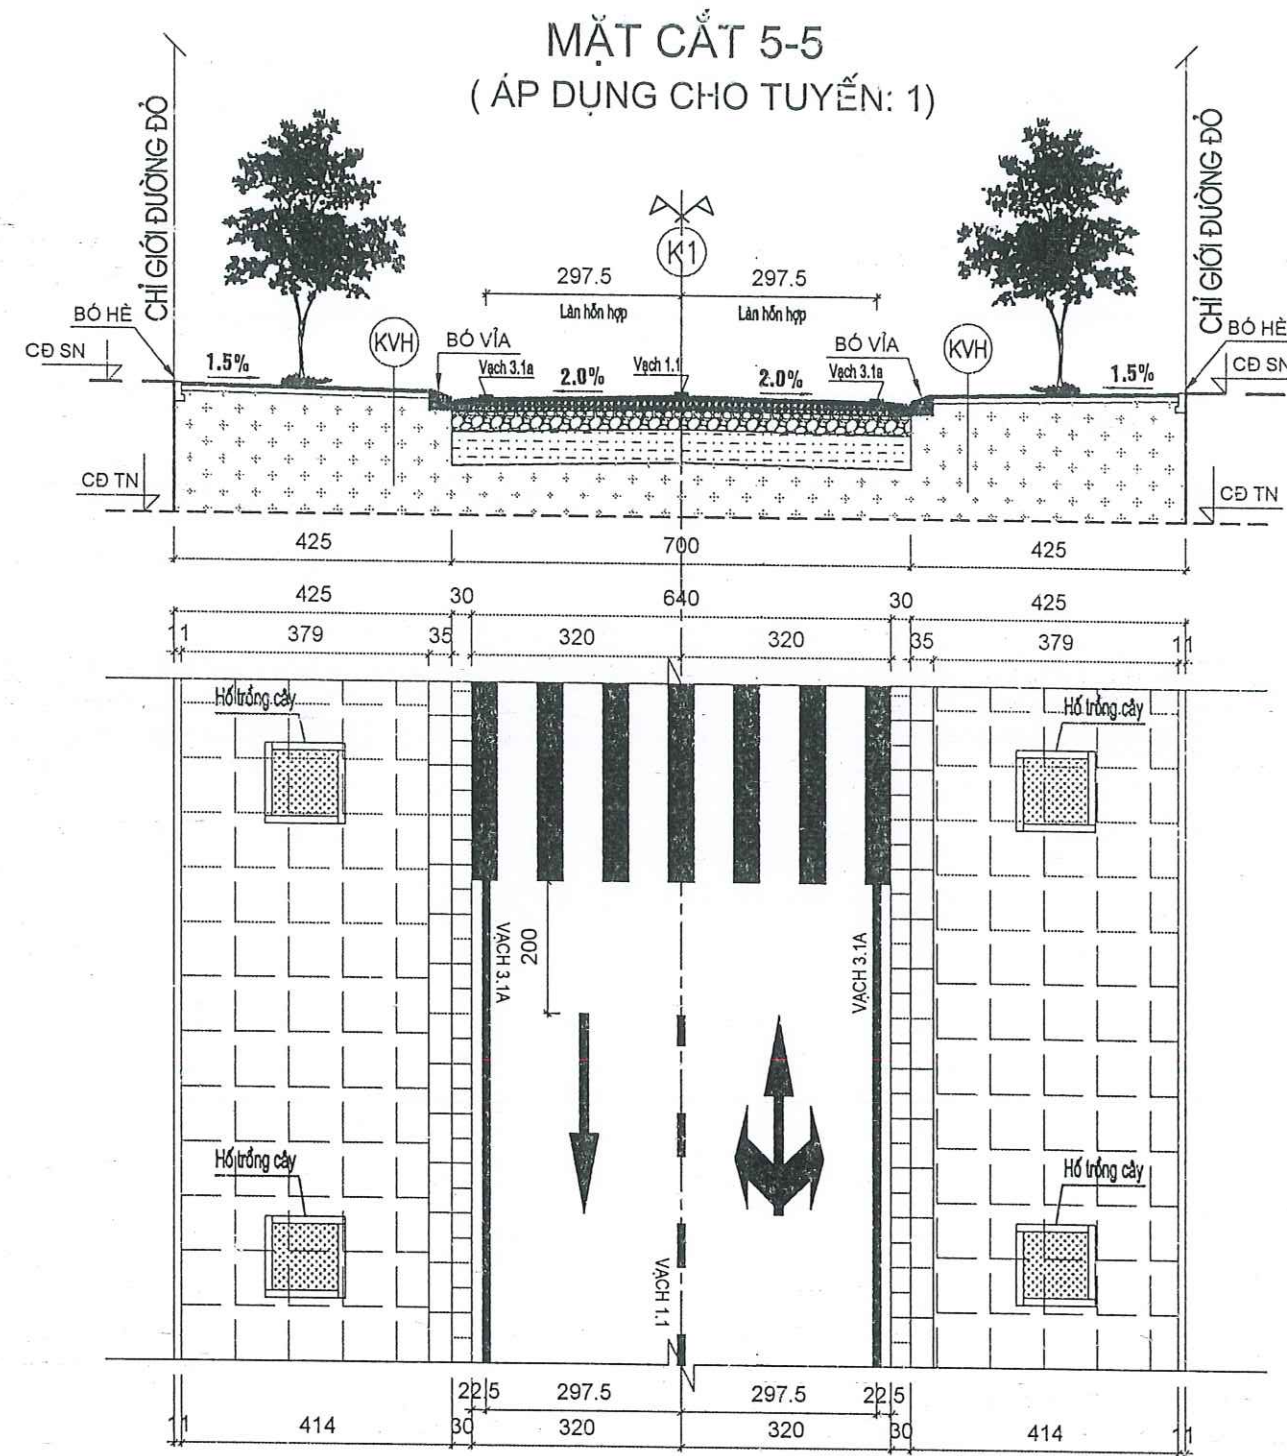 MẶT CẮT 5-5
( ÁP DỤNG CHO TUYẾN: 1)
CHỈ GIỚI ĐƯỜNG ĐỎ
CHỈ GIỚI ĐƯỜNG ĐỎ
K1
297.5 297.5
Làn hỗn hợp Làn hỗn hợp
BÓ HÈ
KVH
BÓ VỈA
BÓ VỈA
KVH
BÓ HÈ
CĐ SN
1.5%
Vạch 3.1a
2.0%
Vạch 1.1
2.0%
Vạch 3.1a
1.5%
CĐ SN
CĐ TN
CĐ TN
425 700 425
425 30 640 30 425
11 379 35 320 320 35 379 11
Hố trồng cây
Hố trồng cây
VẠCH 3.1A
200
VẠCH 3.1A
Hố trồng cây
Hố trồng cây
VẠCH 1.1
22.5 297.5 297.5 22.5
11 414 30 320 320 30 414 11